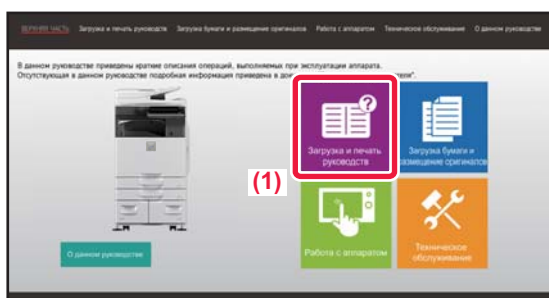 ВЕРХНЯЯ ЧАСТЬ Загрузка и печать руководств Загрузка бумаги и размещение оригиналов Работа с аппаратом Техническое обслуживание О данном руководстве
В данном руководстве приведены краткие описания операций, выполняемых при эксплуатации аппарата.
Отсутствующая в данном руководстве подробная информация приведена в
Загрузка и печать
руководств
Загрузка бумаги и
размещение оригиналов
(1)
Работа с аппаратом
Техническое
обслуживание
О данном руководстве